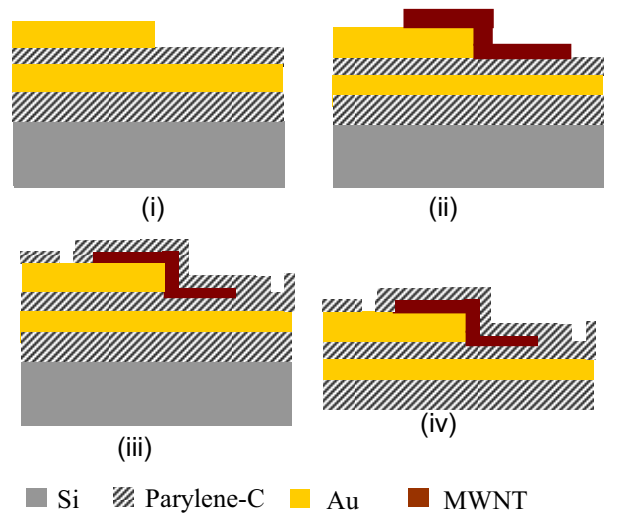 (i)
(ii)
(iii)
(iv)
Si
Parylene-C
Au
MWNT